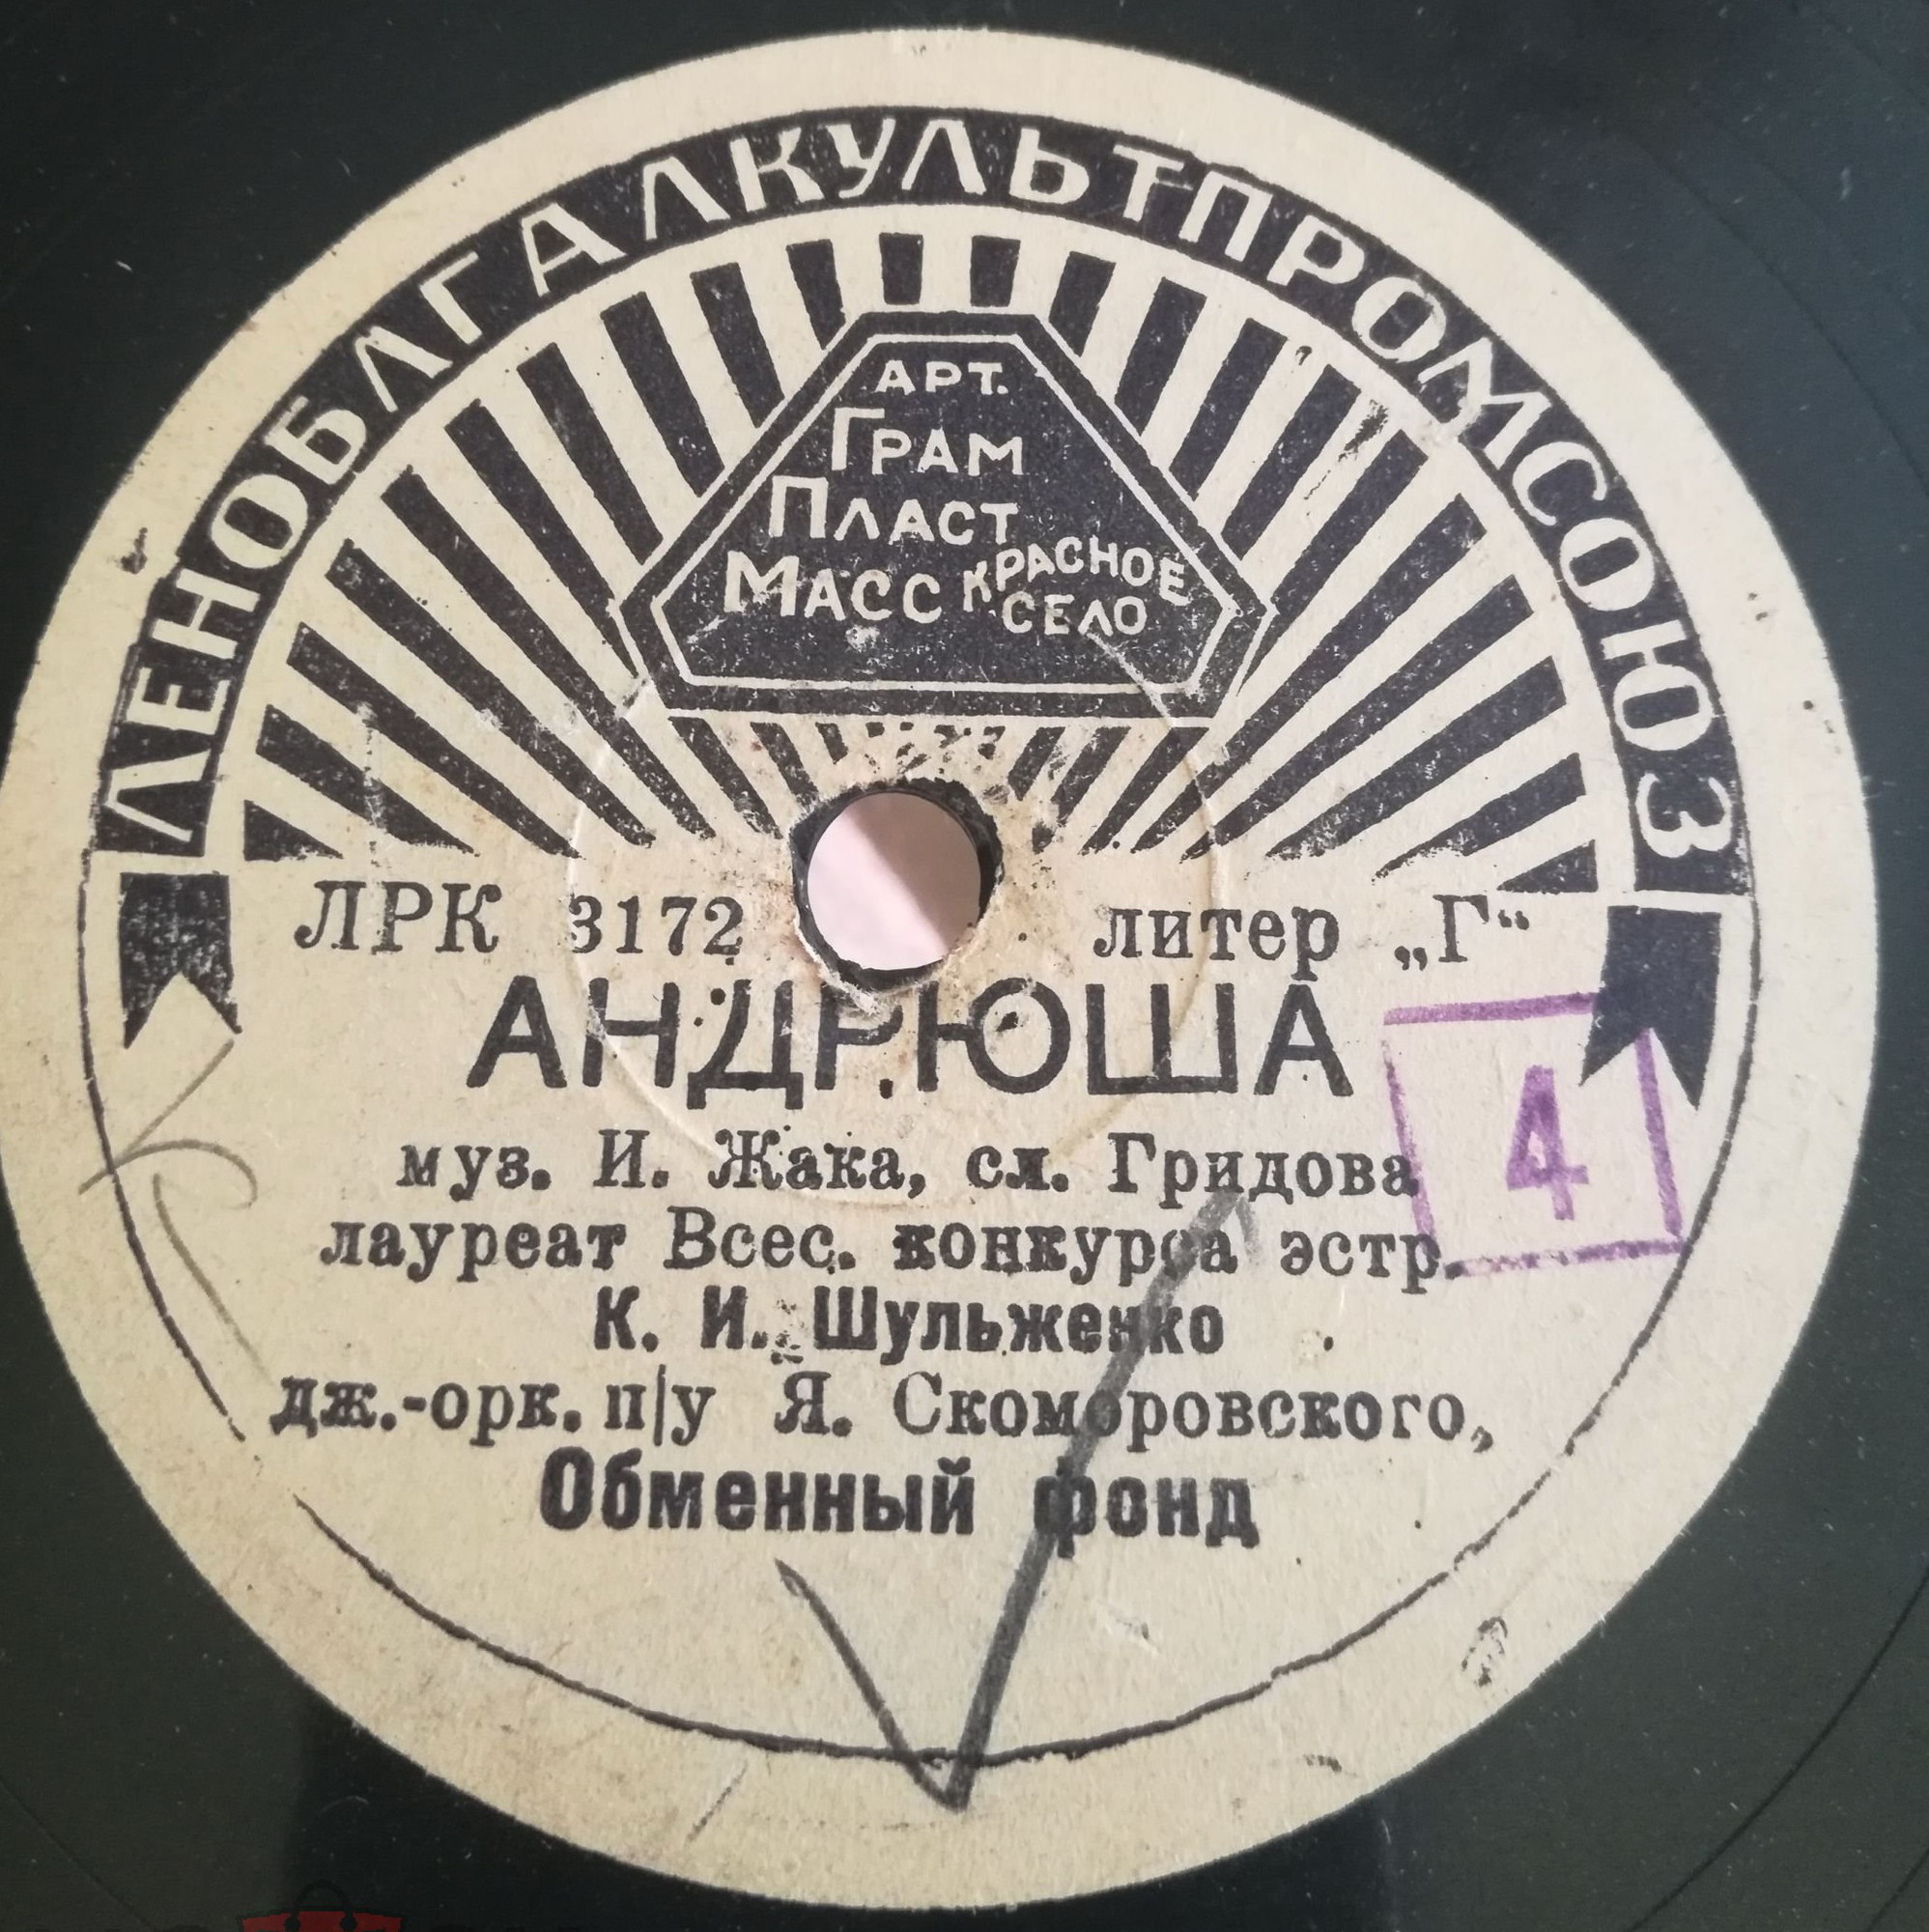 ЛЕНОБЛГАЛКУЛЬТПРОМСОЮЗ
АРТ.
ГРАМ
ПЛАСТ
МАСС КРАСНОЕ СЕЛО
ЛРК 3172 литер „Г“
АНДРЮША
4
муз. И. Жака, сл. Гридова
лауреат Всес. конкурса эстр.
К. И. Шульженко
дж.-орк. п/у Я. Скоморовского,
Обменный фонд